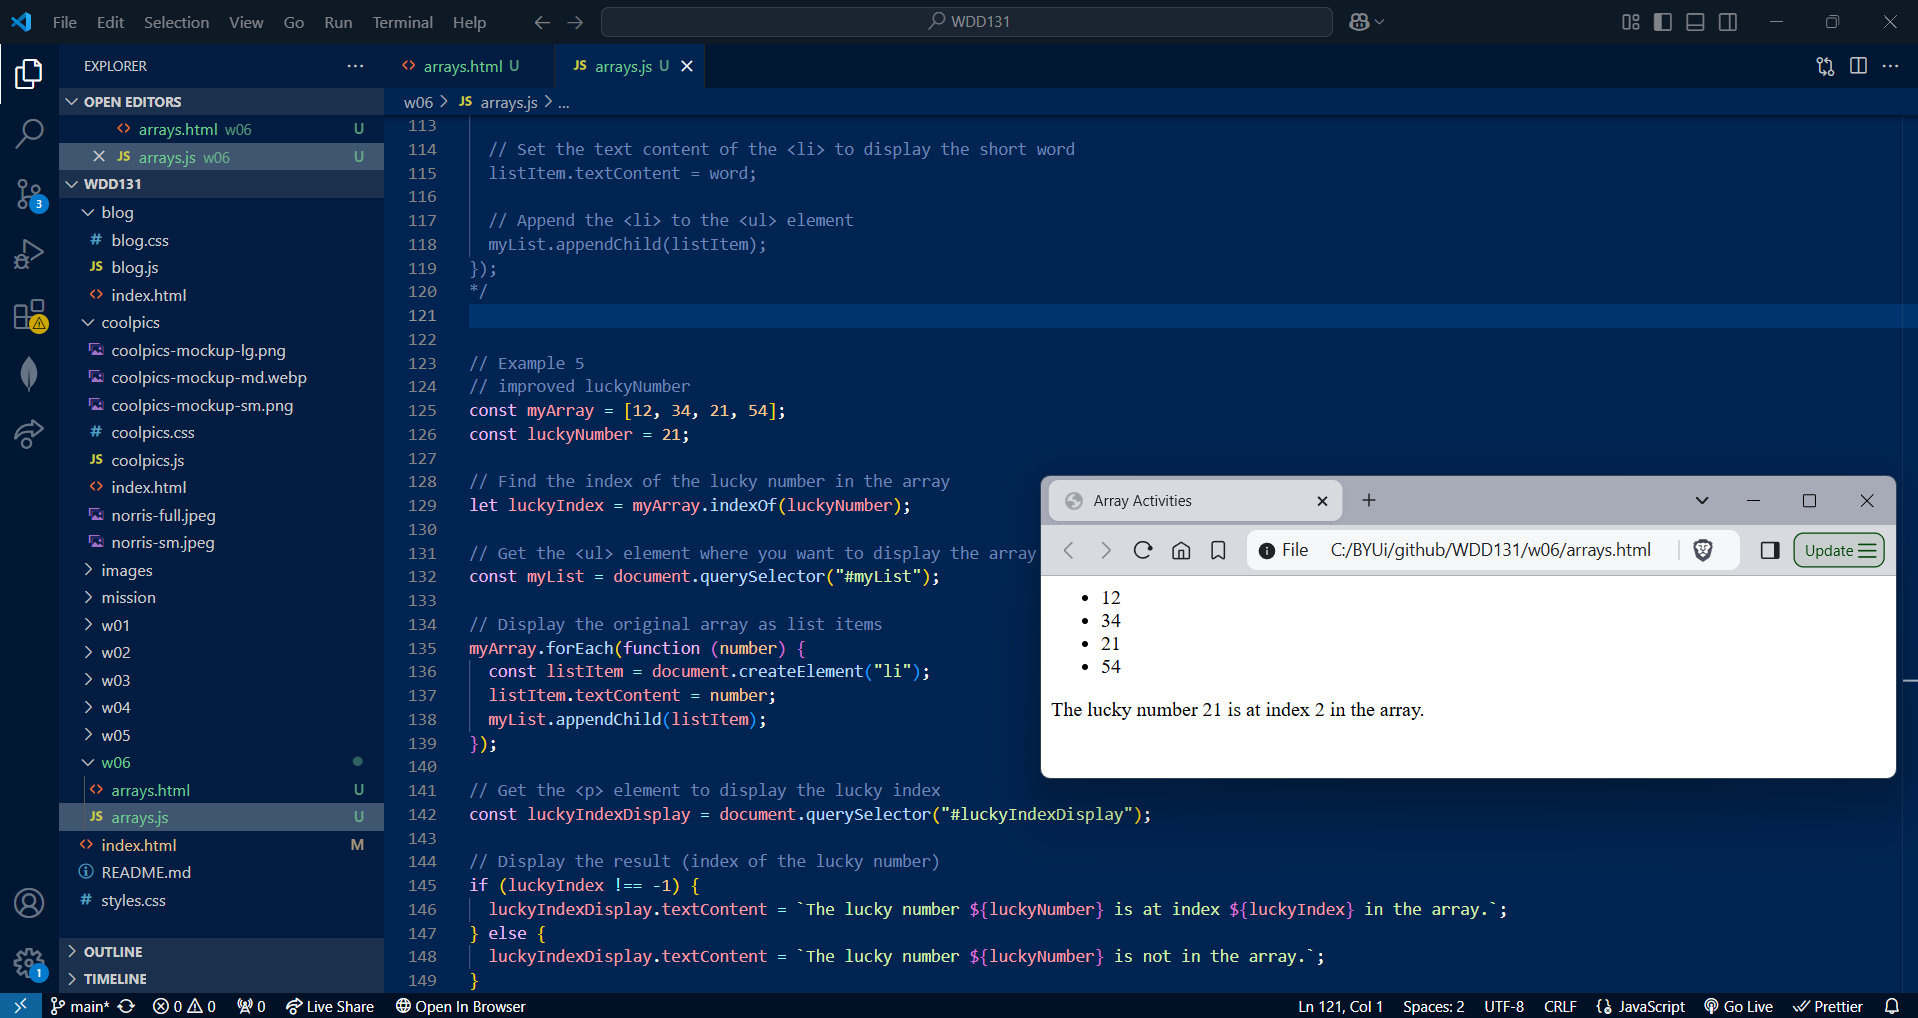 File Edit Selection View Go Run Terminal Help
WDD131
EXPLORER
OPEN EDITORS
arrays.html w06 U
JS arrays.js w06 U
WDD131
blog
# blog.css
JS blog.js
index.html
coolpics
coolpics-mockup-lg.png
coolpics-mockup-md.webp
coolpics-mockup-sm.png
# coolpics.css
JS coolpics.js
index.html
norris-full.jpeg
norris-sm.jpeg
images
mission
w01
w02
w03
w04
w05
w06
arrays.html U
JS arrays.js U
index.html M
README.md
# styles.css
OUTLINE
TIMELINE
3
1
arrays.html U
JS arrays.js U
w06 > JS arrays.js > ...
113
114 // Set the text content of the <li> to display the short word
115 listItem.textContent = word;
116
117 // Append the <li> to the <ul> element
118 myList.appendChild(listItem);
119 });
120 */
121
122
123 // Example 5
124 // improved luckyNumber
125 const myArray = [12, 34, 21, 54];
126 const luckyNumber = 21;
127
128 // Find the index of the lucky number in the array
129 let luckyIndex = myArray.indexOf(luckyNumber);
130
131 // Get the <ul> element where you want to display the array
132 const myList = document.querySelector("#myList");
133
134 // Display the original array as list items
135 myArray.forEach(function (number) {
136 const listItem = document.createElement("li");
137 listItem.textContent = number;
138 myList.appendChild(listItem);
139 });
140
141 // Get the <p> element to display the lucky index
142 const luckyIndexDisplay = document.querySelector("#luckyIndexDisplay");
143
144 // Display the result (index of the lucky number)
145 if (luckyIndex !== -1) {
146 luckyIndexDisplay.textContent = `The lucky number ${luckyNumber} is at index ${luckyIndex} in the array.`;
147 } else {
148 luckyIndexDisplay.textContent = `The lucky number ${luckyNumber} is not in the array.`;
149 }
Array Activities
File C:/BYUi/github/WDD131/w06/arrays.html
Update
• 12
• 34
• 21
• 54
The lucky number 21 is at index 2 in the array.
main* 0 0 0 Live Share Open In Browser
Ln 121, Col 1 Spaces: 2 UTF-8 CRLF {} JavaScript Go Live Prettier